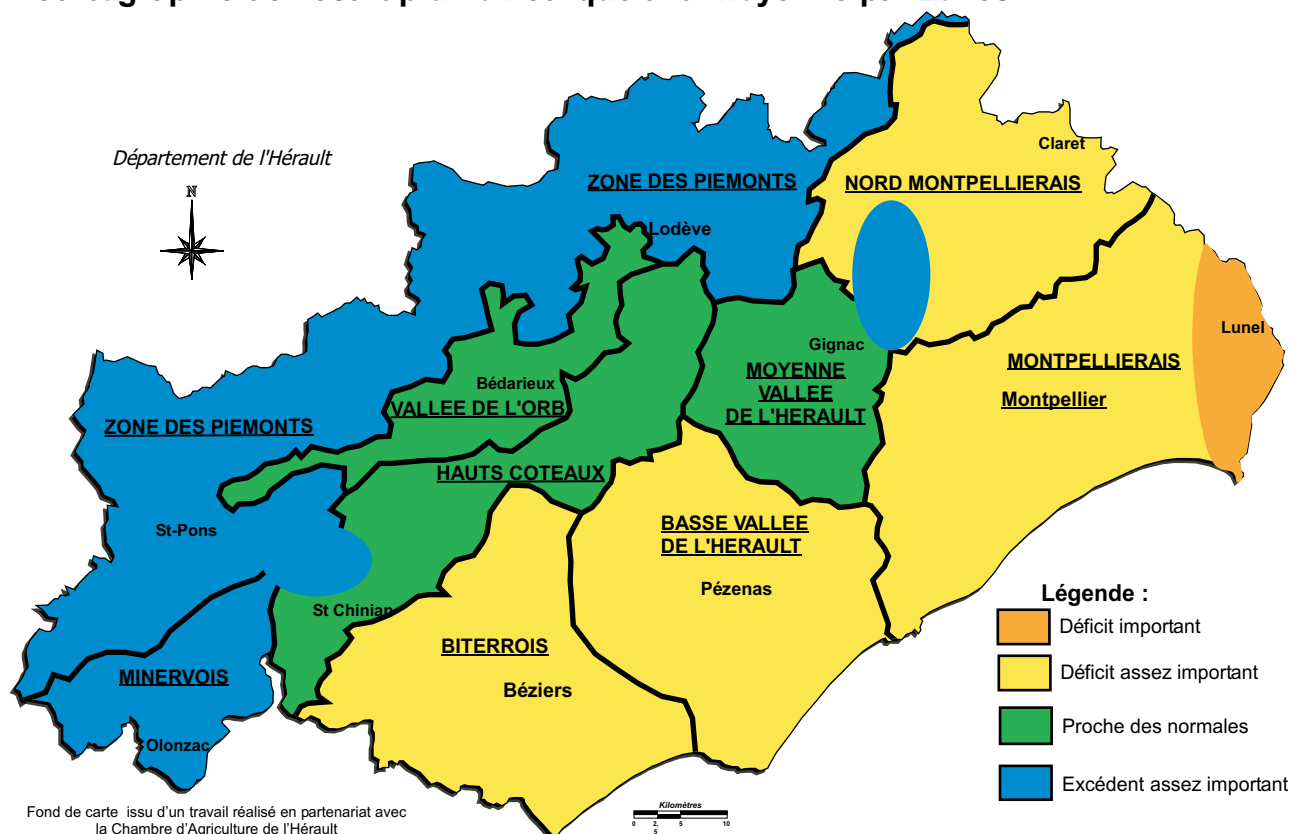 Département de l'Hérault
N
ZONE DES PIEMONTS
Lodève
Claret
NORD MONTPELLIERAIS
Lunel
Gignac
MOYENNE
VALLEE
DE L'HERAULT
MONTPELLIERAIS
Montpellier
Bédarieux
VALLEE DE L'ORB
ZONE DES PIEMONTS
HAUTS COTEAUX
St-Pons
BASSE VALLEE
DE L'HERAULT
Pézenas
St Chinian
BITERROIS
Béziers
MINERVOIS
Olonzac
Légende :
Déficit important
Déficit assez important
Proche des normales
Excédent assez important
Kilomètres
0 2,5 5 10
Fond de carte issu d'un travail réalisé en partenariat avec
la Chambre d'Agriculture de l'Hérault